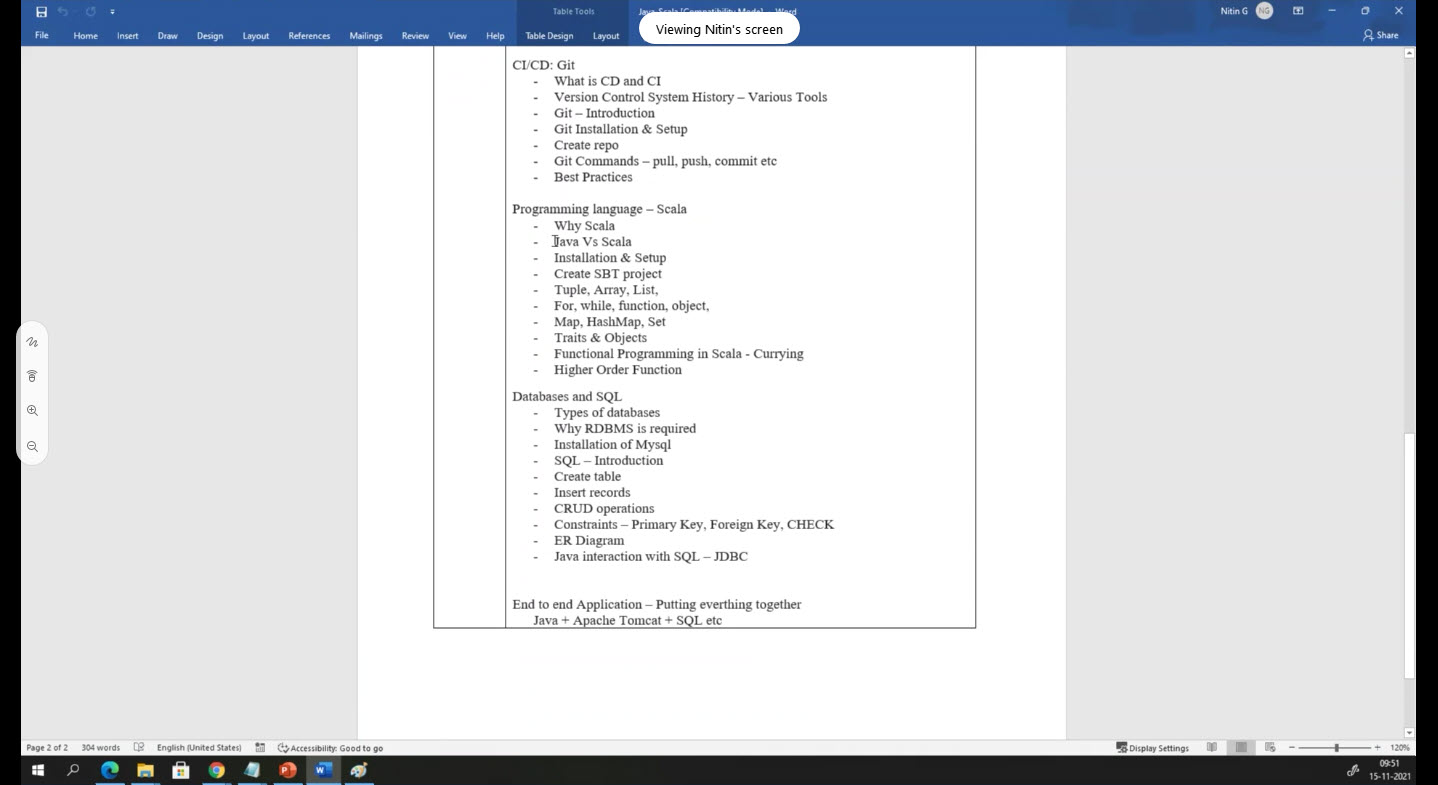 Table Tools
Viewing Nitin's screen
Nitin G
NG
File
Home
Insert
Draw
Design
Layout
References
Mailings
Review
View
Help
Table Design
Layout
Share
CI/CD: Git
- What is CD and CI
- Version Control System History – Various Tools
- Git – Introduction
- Git Installation & Setup
- Create repo
- Git Commands – pull, push, commit etc
- Best Practices
Programming language – Scala
- Why Scala
- Java Vs Scala
- Installation & Setup
- Create SBT project
- Tuple, Array, List,
- For, while, function, object,
- Map, HashMap, Set
- Traits & Objects
- Functional Programming in Scala - Currying
- Higher Order Function
Databases and SQL
- Types of databases
- Why RDBMS is required
- Installation of Mysql
- SQL – Introduction
- Create table
- Insert records
- CRUD operations
- Constraints – Primary Key, Foreign Key, CHECK
- ER Diagram
- Java interaction with SQL – JDBC
End to end Application – Putting everthing together
Java + Apache Tomcat + SQL etc
Page 2 of 2
304 words
English (United States)
Accessibility: Good to go
Display Settings
120%
09:51
15-11-2021